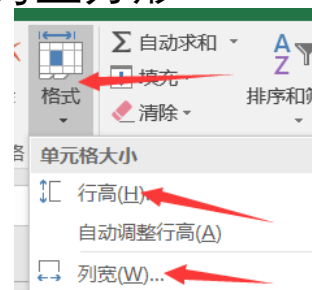 ∑ 自动求和
填充
格式
清除
排序和
单元格大小
行高(H)
自动调整行高(A)
列宽(W)...